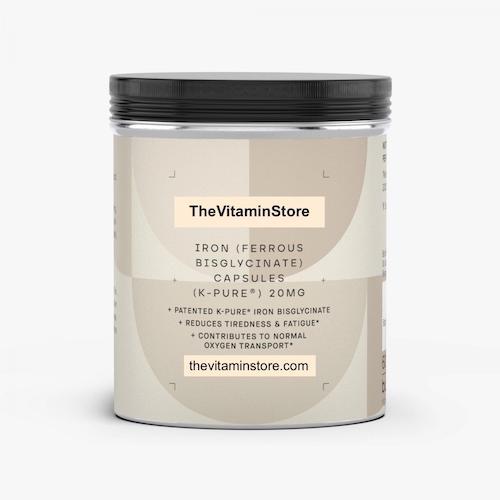 TheVitaminStore
IRON (FERROUS
BISGLYCINATE)
CAPSULES
(K-PURE®) 20MG
+ PATENTED K-PURE® IRON BISGLYCINATE
+ REDUCES TIREDNESS & FATIGUE*
+ CONTRIBUTES TO NORMAL
OXYGEN TRANSPORT*
thevitaminstore.com